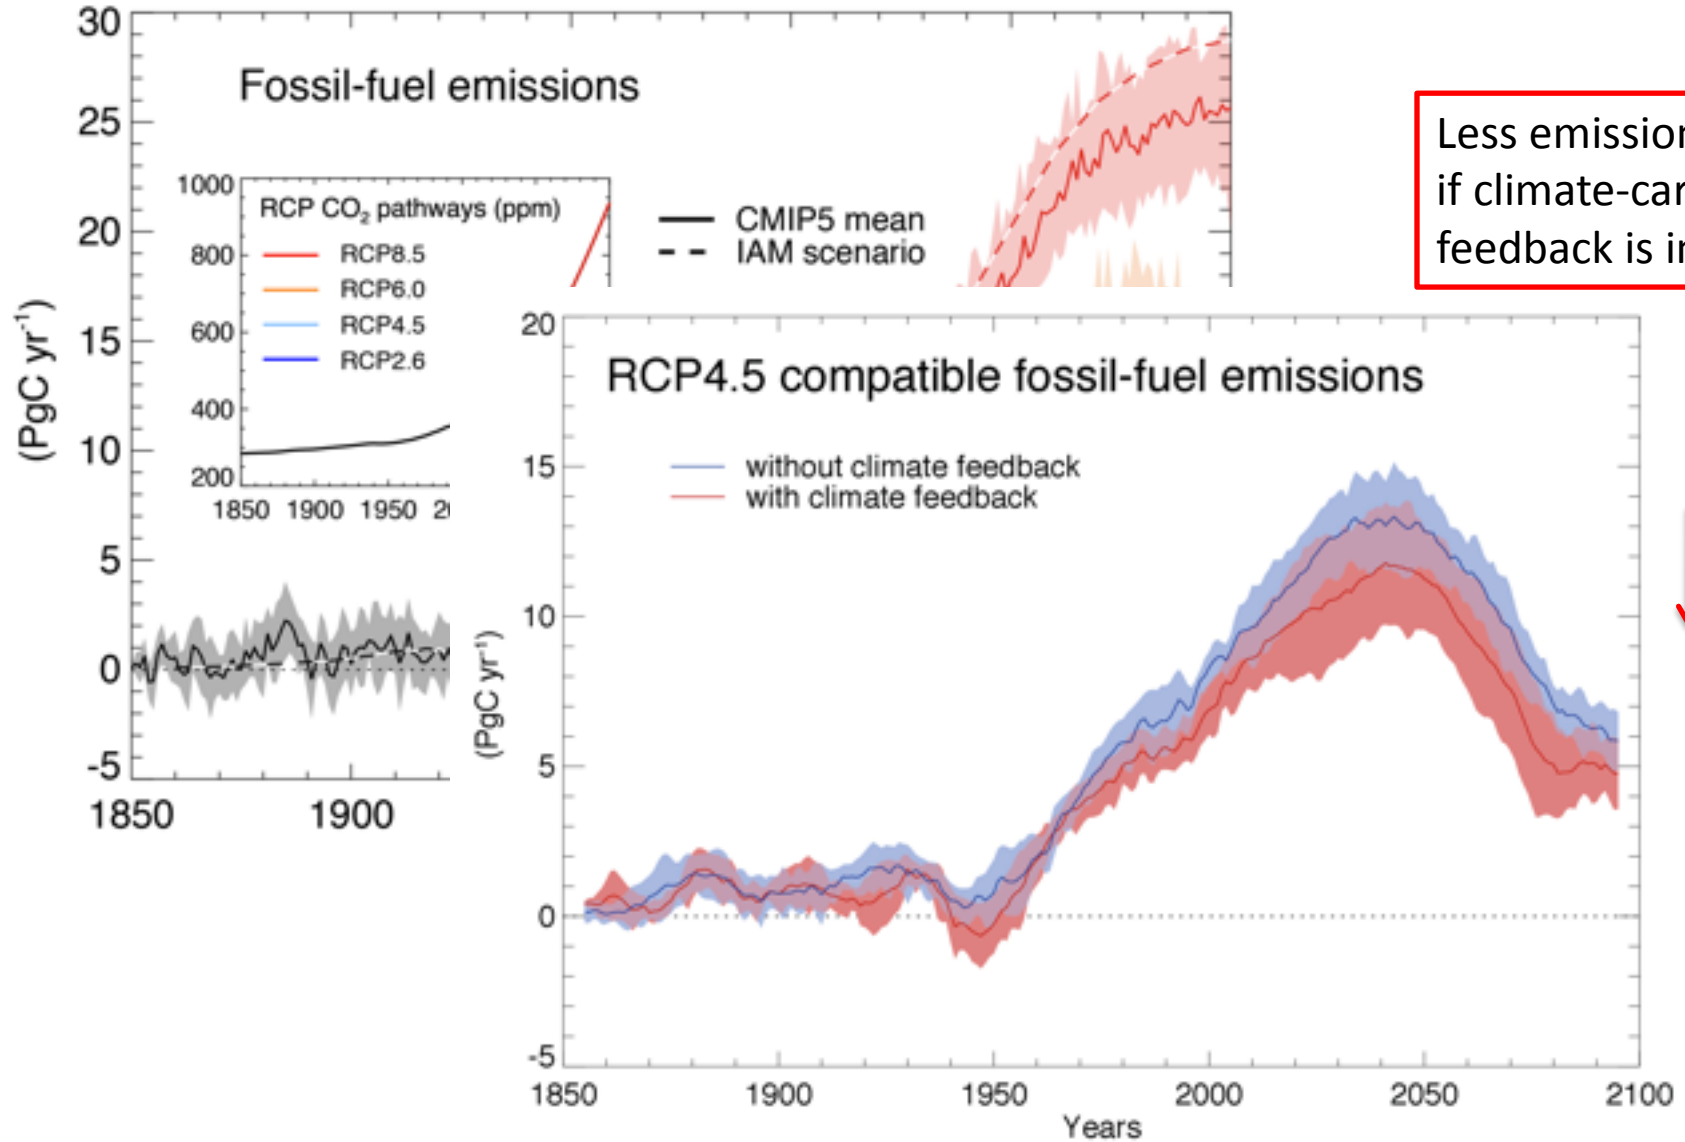 Fossil-fuel emissions
30
25
20
15
10
5
0
-5
(PgC yr⁻¹)
1850 1900
RCP CO₂ pathways (ppm)
RCP8.5
RCP6.0
RCP4.5
RCP2.6
1000
800
600
400
200
1850 1900 1950
CMIP5 mean
IAM scenario
Less
if
feedback is
RCP4.5 compatible fossil-fuel emissions
without climate feedback
with climate feedback
20
15
10
5
0
-5
(PgC yr⁻¹)
1850 1900 1950 2000 2050 2100
Years